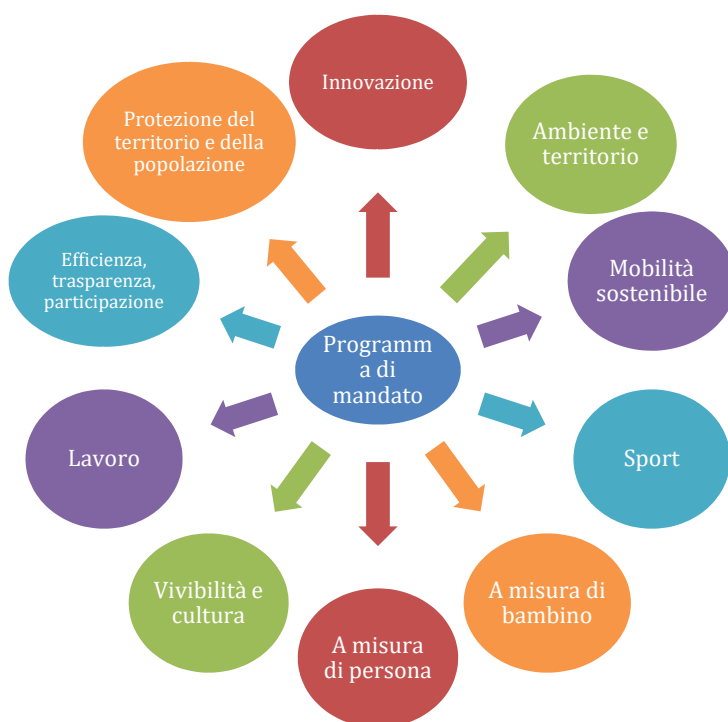 Innovazione
Ambiente e
territorio
Mobilità
sostenibile
Sport
A misura di
bambino
A misura
di persona
Vivibilità e
cultura
Lavoro
Efficienza,
trasparenza,
participazione
Protezione del
territorio e della
popolazione
Programm
a di
mandato